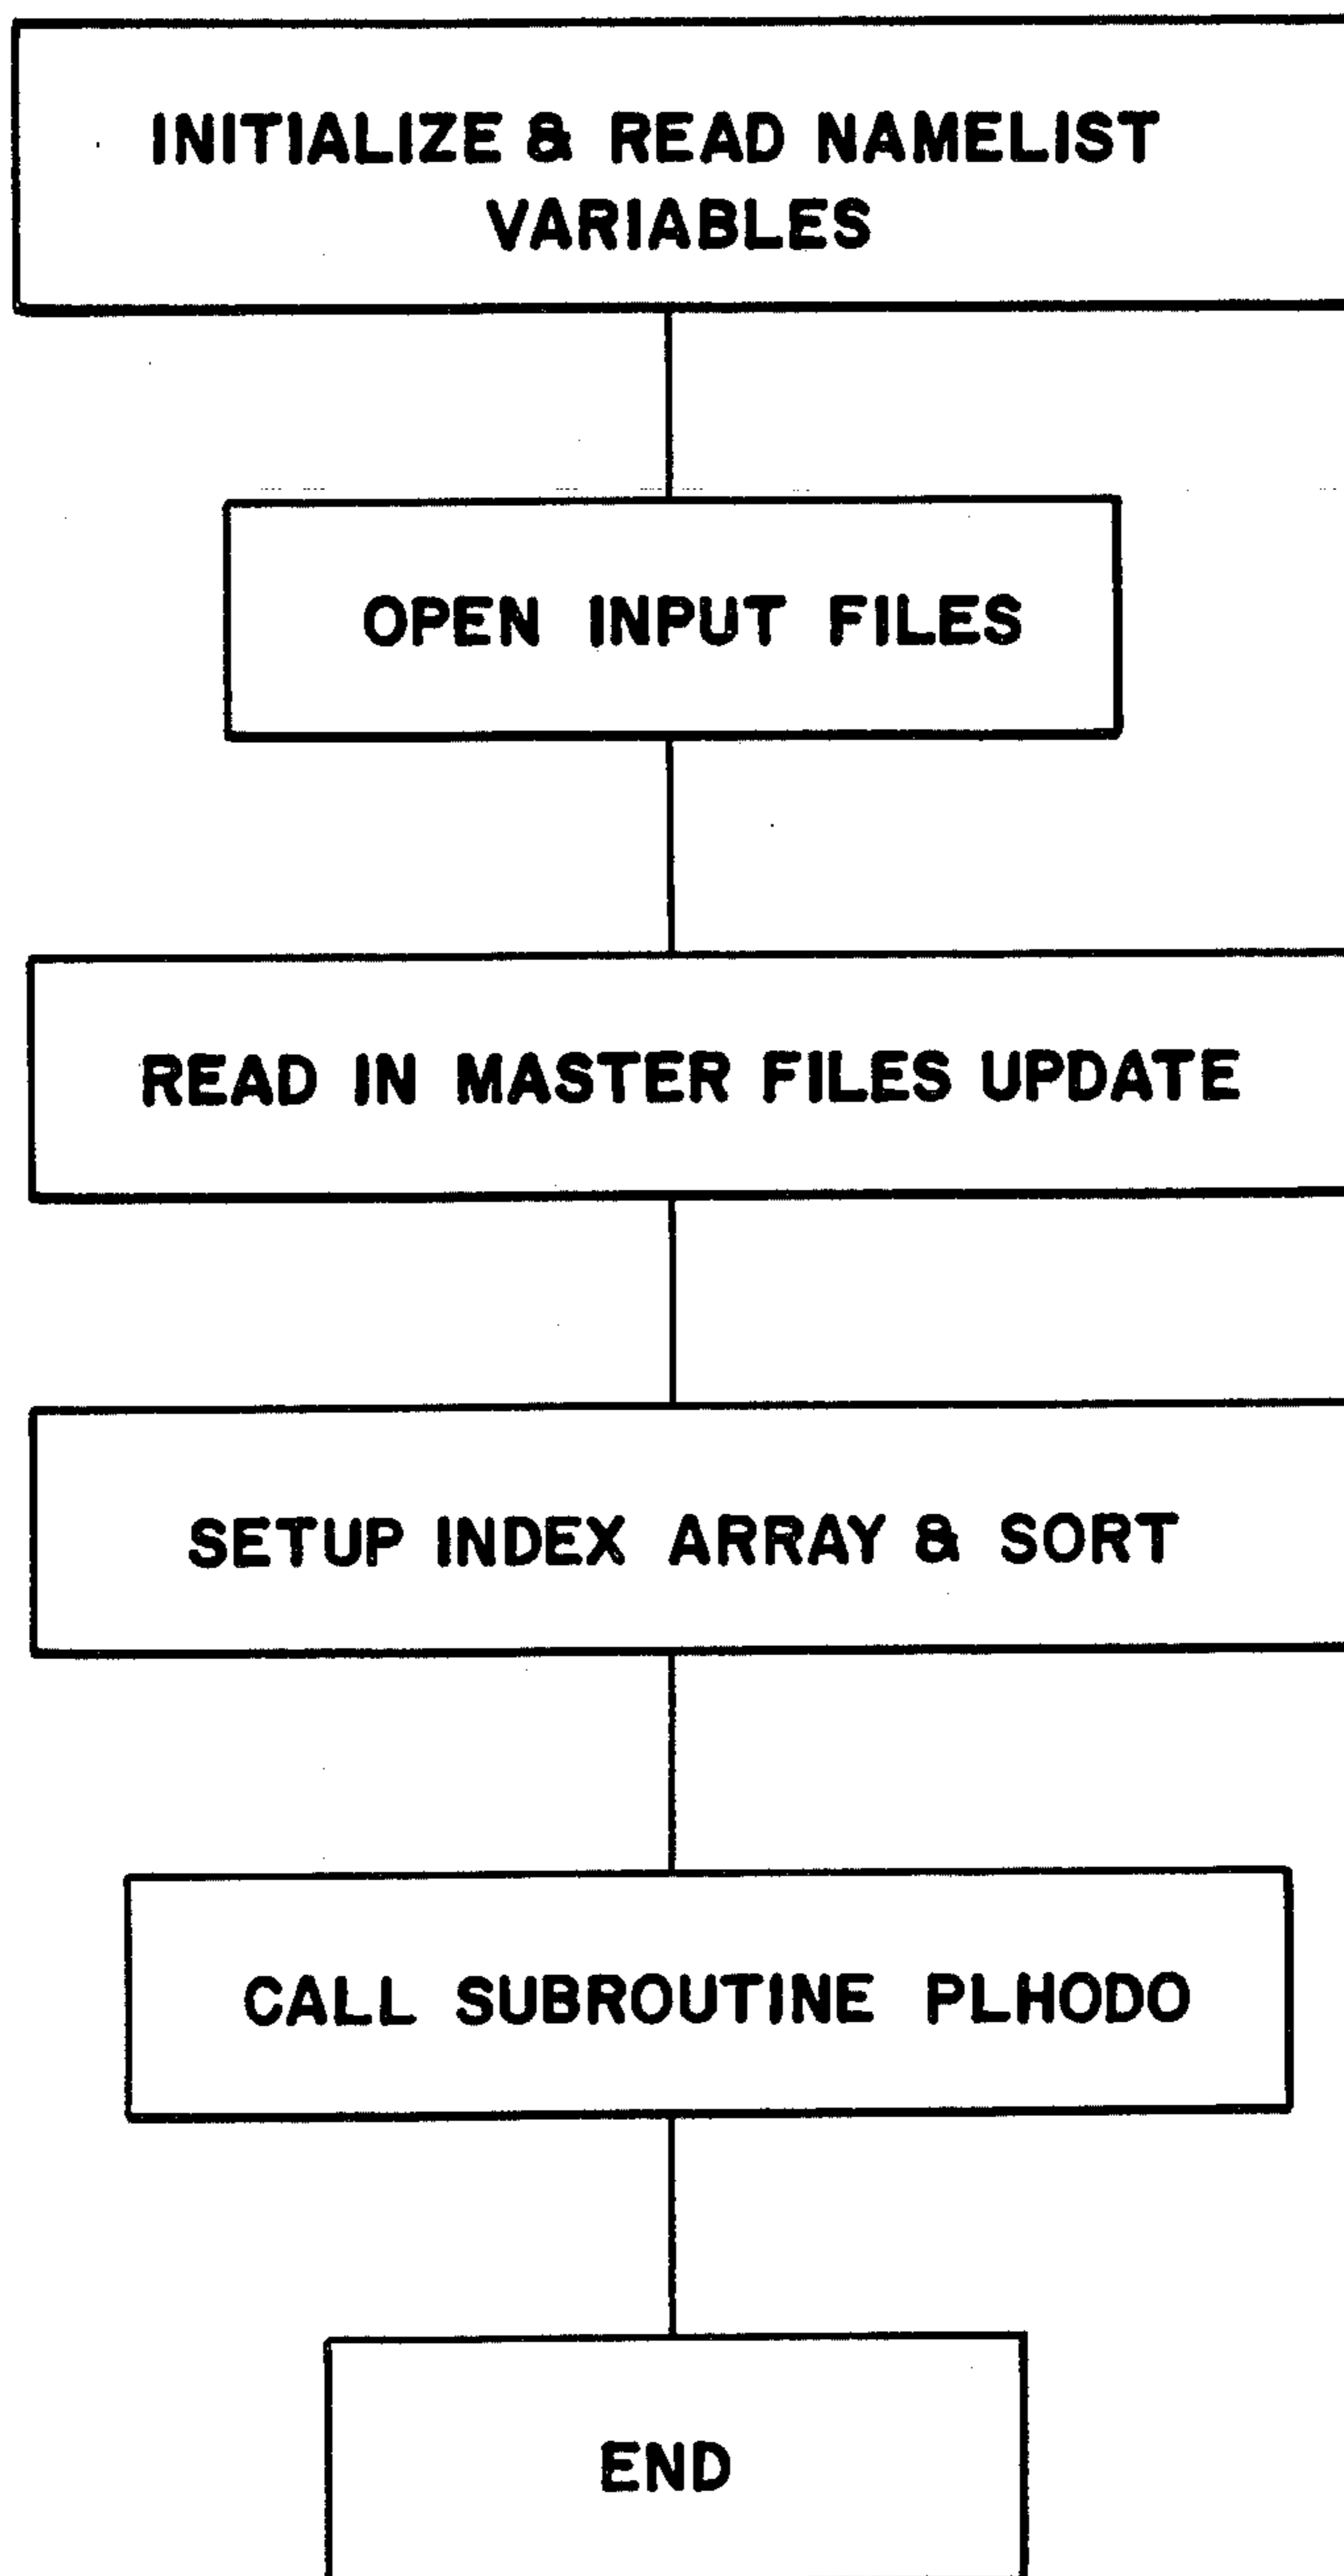 INITIALIZE & READ NAMELIST
VARIABLES
OPEN INPUT FILES
READ IN MASTER FILES UPDATE
SETUP INDEX ARRAY & SORT
CALL SUBROUTINE PLHODO
END